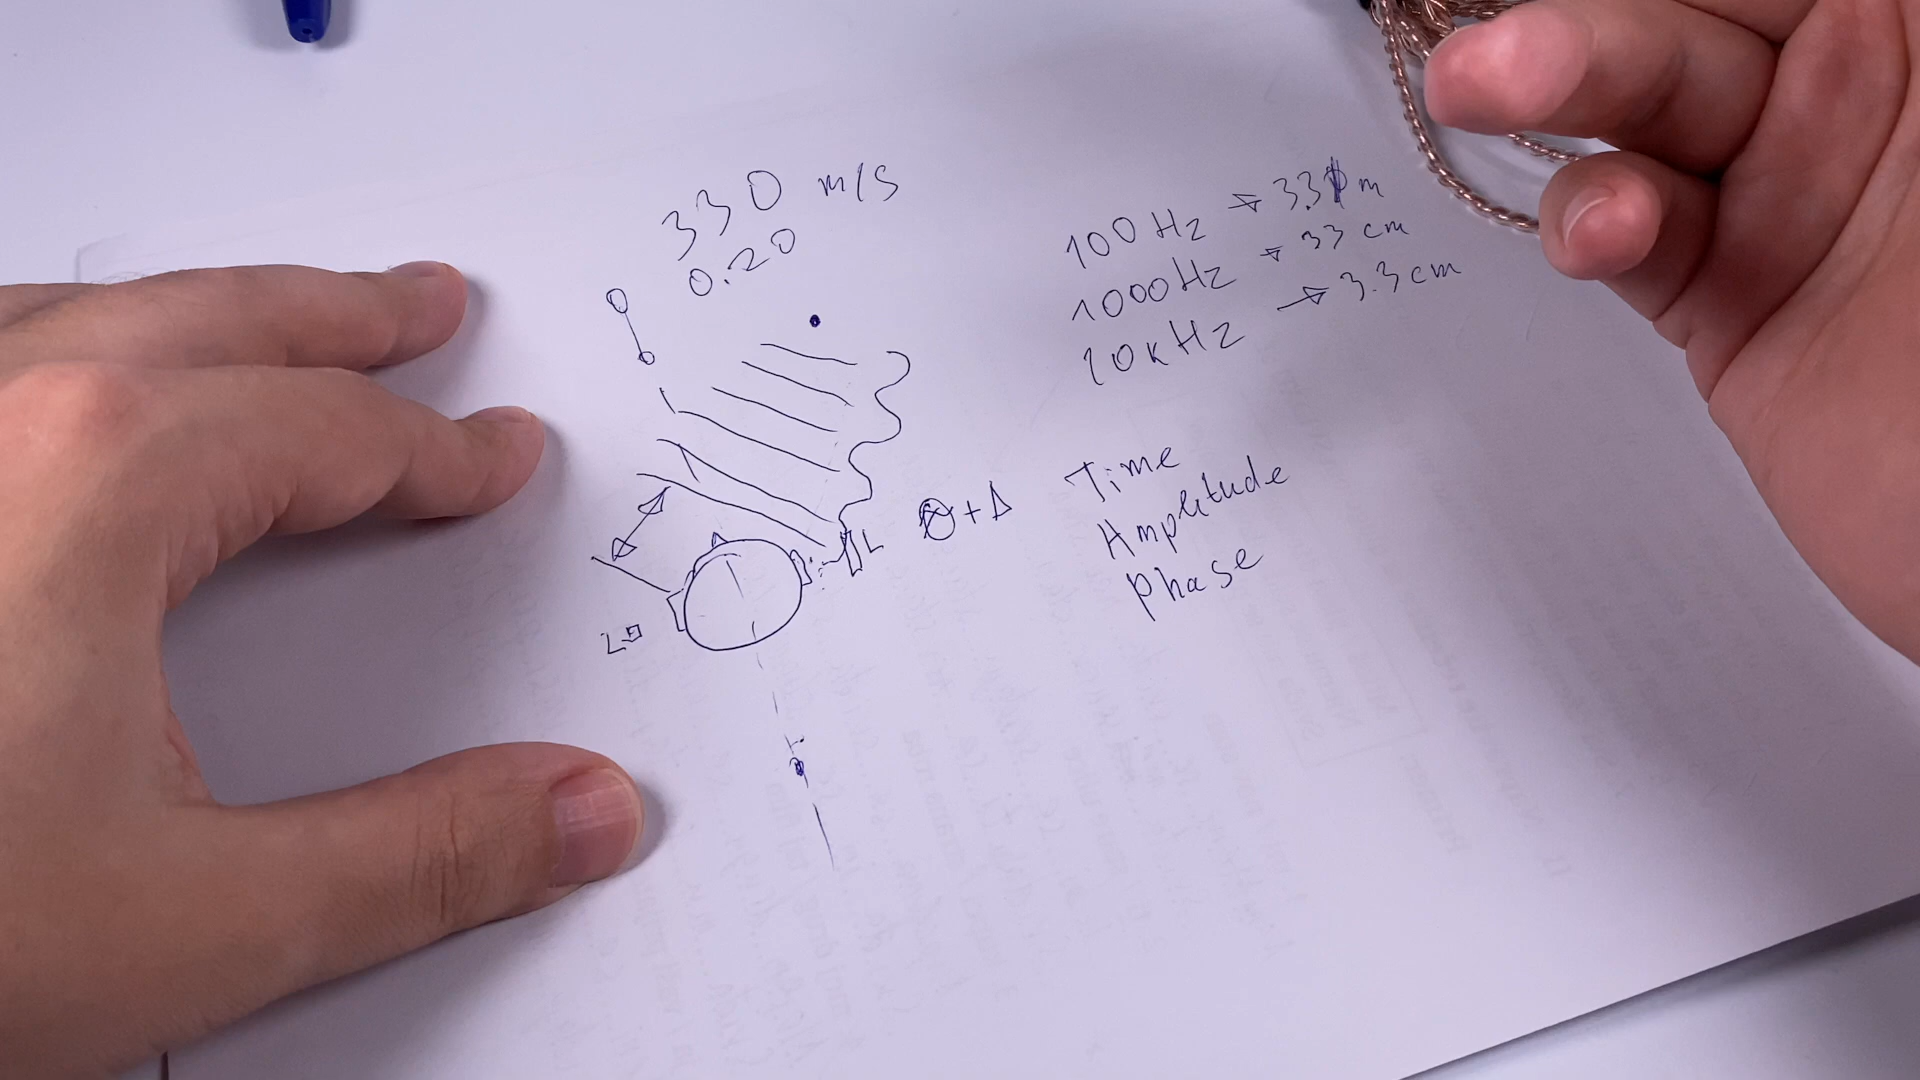 330 m/s
0.20
100 Hz → 3.3 m
1000 Hz → 33 cm
10 kHz → 3.3 cm
Time
Amplitude
Phase
L
+ Δ
L